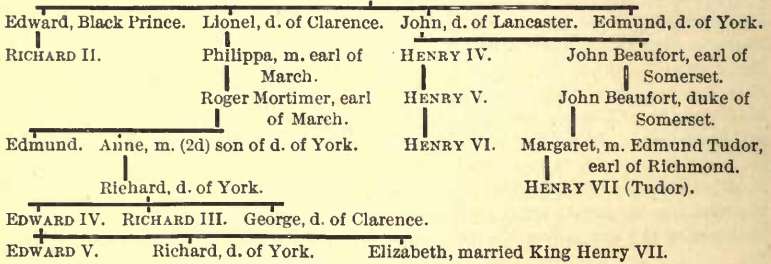 Edward, Black Prince. Lionel, d. of Clarence. John, d. of Lancaster. Edmund, d. of York.
RICHARD II. Philippa, m. earl of March. HENRY IV. John Beaufort, earl of Somerset.
Roger Mortimer, earl of March. HENRY V. John Beaufort, duke of Somerset.
Edmund. Anne, m. (2d) son of d. of York. HENRY VI. Margaret, m. Edmund Tudor, earl of Richmond.
Richard, d. of York. HENRY VII (Tudor).
EDWARD IV. RICHARD III. George, d. of Clarence.
EDWARD V. Richard, d. of York. Elizabeth, married King Henry VII.